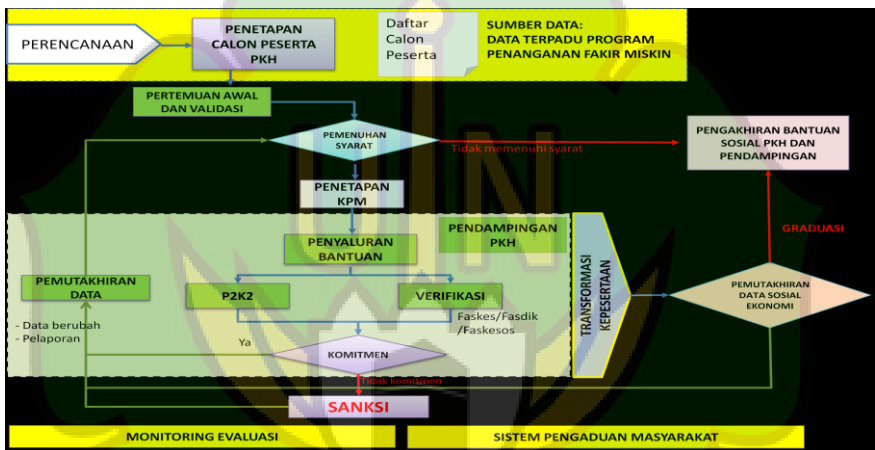 PERENCANAAN
PENETAPAN
CALON PESERTA
PKH
Daftar
Calon
Peserta
SUMBER DATA:
DATA TERPADU PROGRAM
PENANGANAN FAKIR MISKIN
PERTEMUAN AWAL
DAN VALIDASI
PEMENUHAN
SYARAT
Tidak memenuhi syarat
PENGAKHIRAN BANTUAN
SOSIAL PKH DAN
PENDAMPINGAN
PENETAPAN
KPM
PENYALURAN
BANTUAN
PENDAMPINGAN
PKH
GRADUASI
PEMUTAKHIRAN
DATA
P2K2
VERIFIKASI
TRANSFORMASI
KEPESERTAAN
PEMUTAKHIRAN
DATA SOSIAL
EKONOMI
- Data berubah
- Pelaporan
Faskes/Fasdik
/Faskesos
Ya
KOMITMEN
Tidak komitmen
SANKSI
MONITORING EVALUASI
SISTEM PENGADUAN MASYARAKAT
UIN